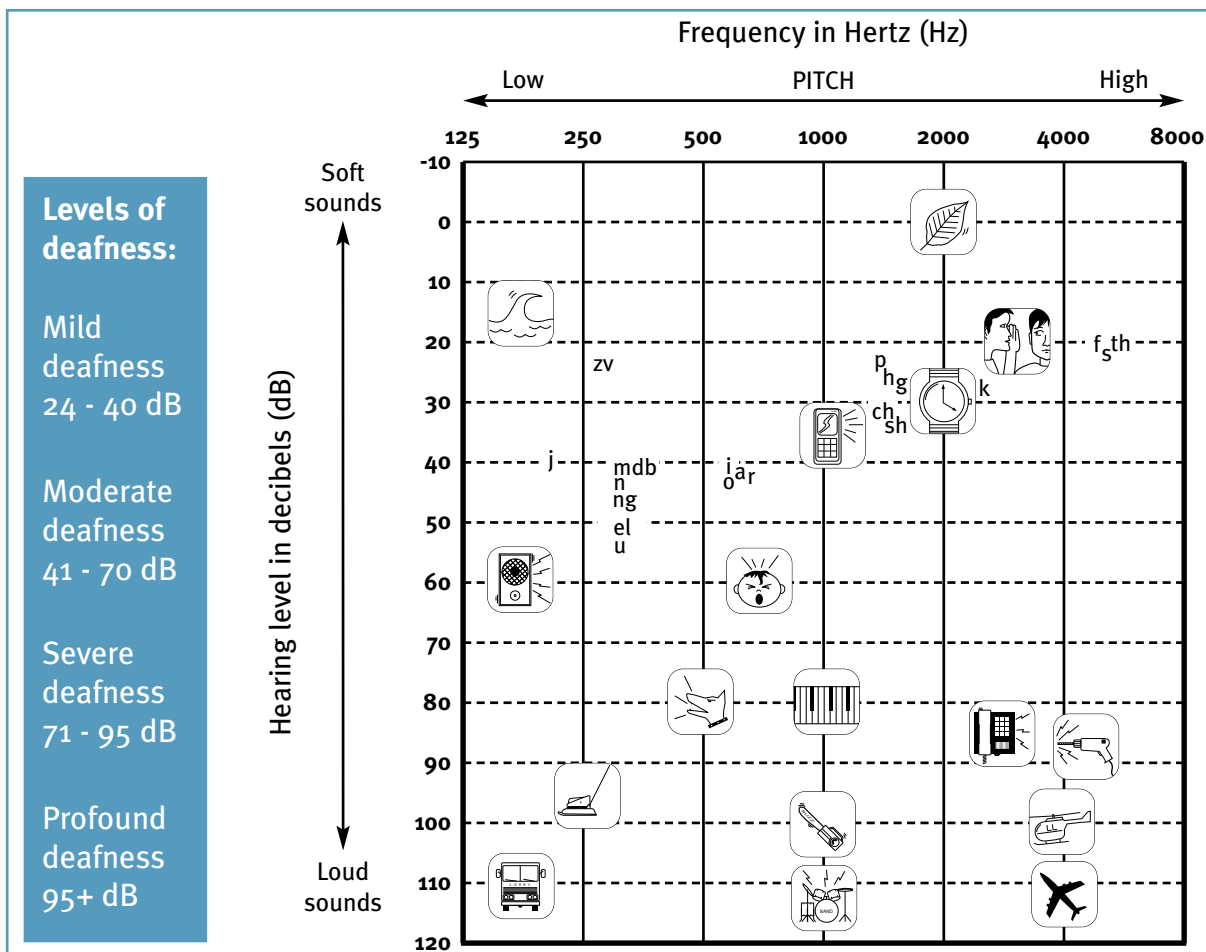 Frequency in Hertz (Hz)
Low PITCH High
125 250 500 1000 2000 4000 8000
Levels of
deafness:
Mild
deafness
24 - 40 dB
Moderate
deafness
41 - 70 dB
Severe
deafness
71 - 95 dB
Profound
deafness
95+ dB
Soft
sounds
Hearing level in decibels (dB)
Loud
sounds
-10
0
10
20
30
40
50
60
70
80
90
100
110
120
f s th
zv
p
hg
k
ch
sh
j
mdb
n
ng
el
u
i a r
o
LORRY
BAND